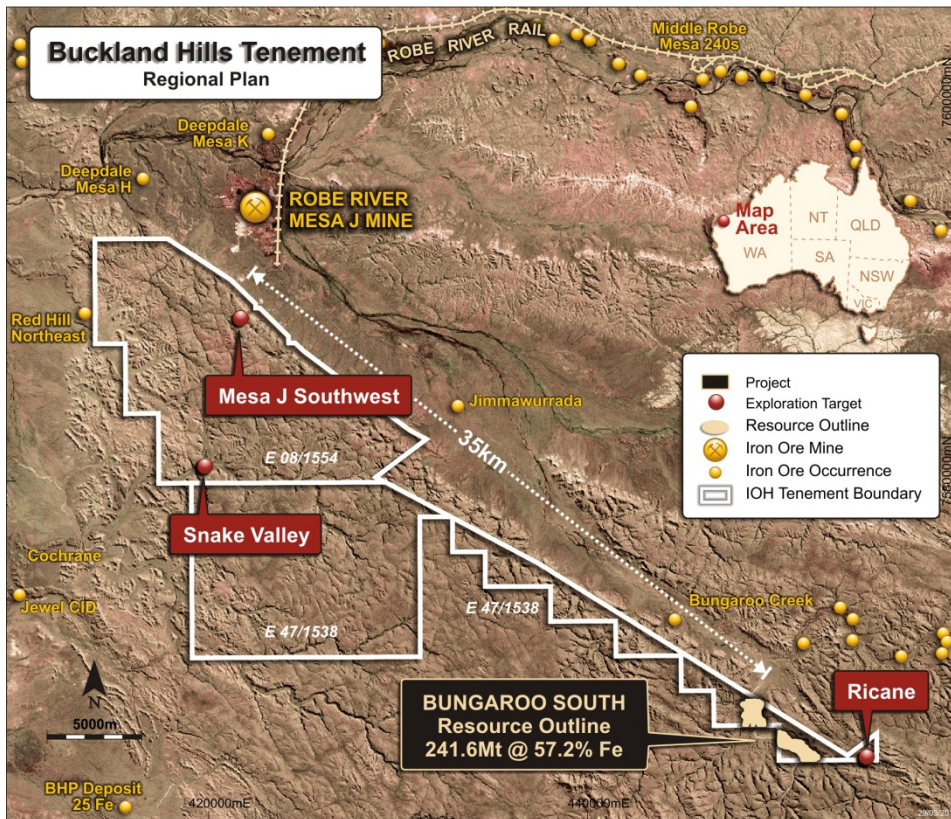 Buckland Hills Tenement
Regional Plan
ROBE RIVER RAIL
Middle Robe
Mesa 240s
Deepdale
Mesa K
Deepdale
Mesa H
ROBE RIVER
MESA J MINE
Map
Area
NT
QLD
WA
SA
NSW
VIC
TAS
Red Hill
Northeast
Mesa J Southwest
Jimmawurrada
35km
E 08/1554
Project
Exploration Target
Resource Outline
Iron Ore Mine
Iron Ore Occurrence
IOH Tenement Boundary
Snake Valley
Cochrane
Jewel CID
E 47/1538
E 47/1538
Bungaroo Creek
N
5000m
BUNGAROO SOUTH
Resource Outline
241.6Mt @ 57.2% Fe
Ricane
BHP Deposit
25 Fe
420000mE
440000mE